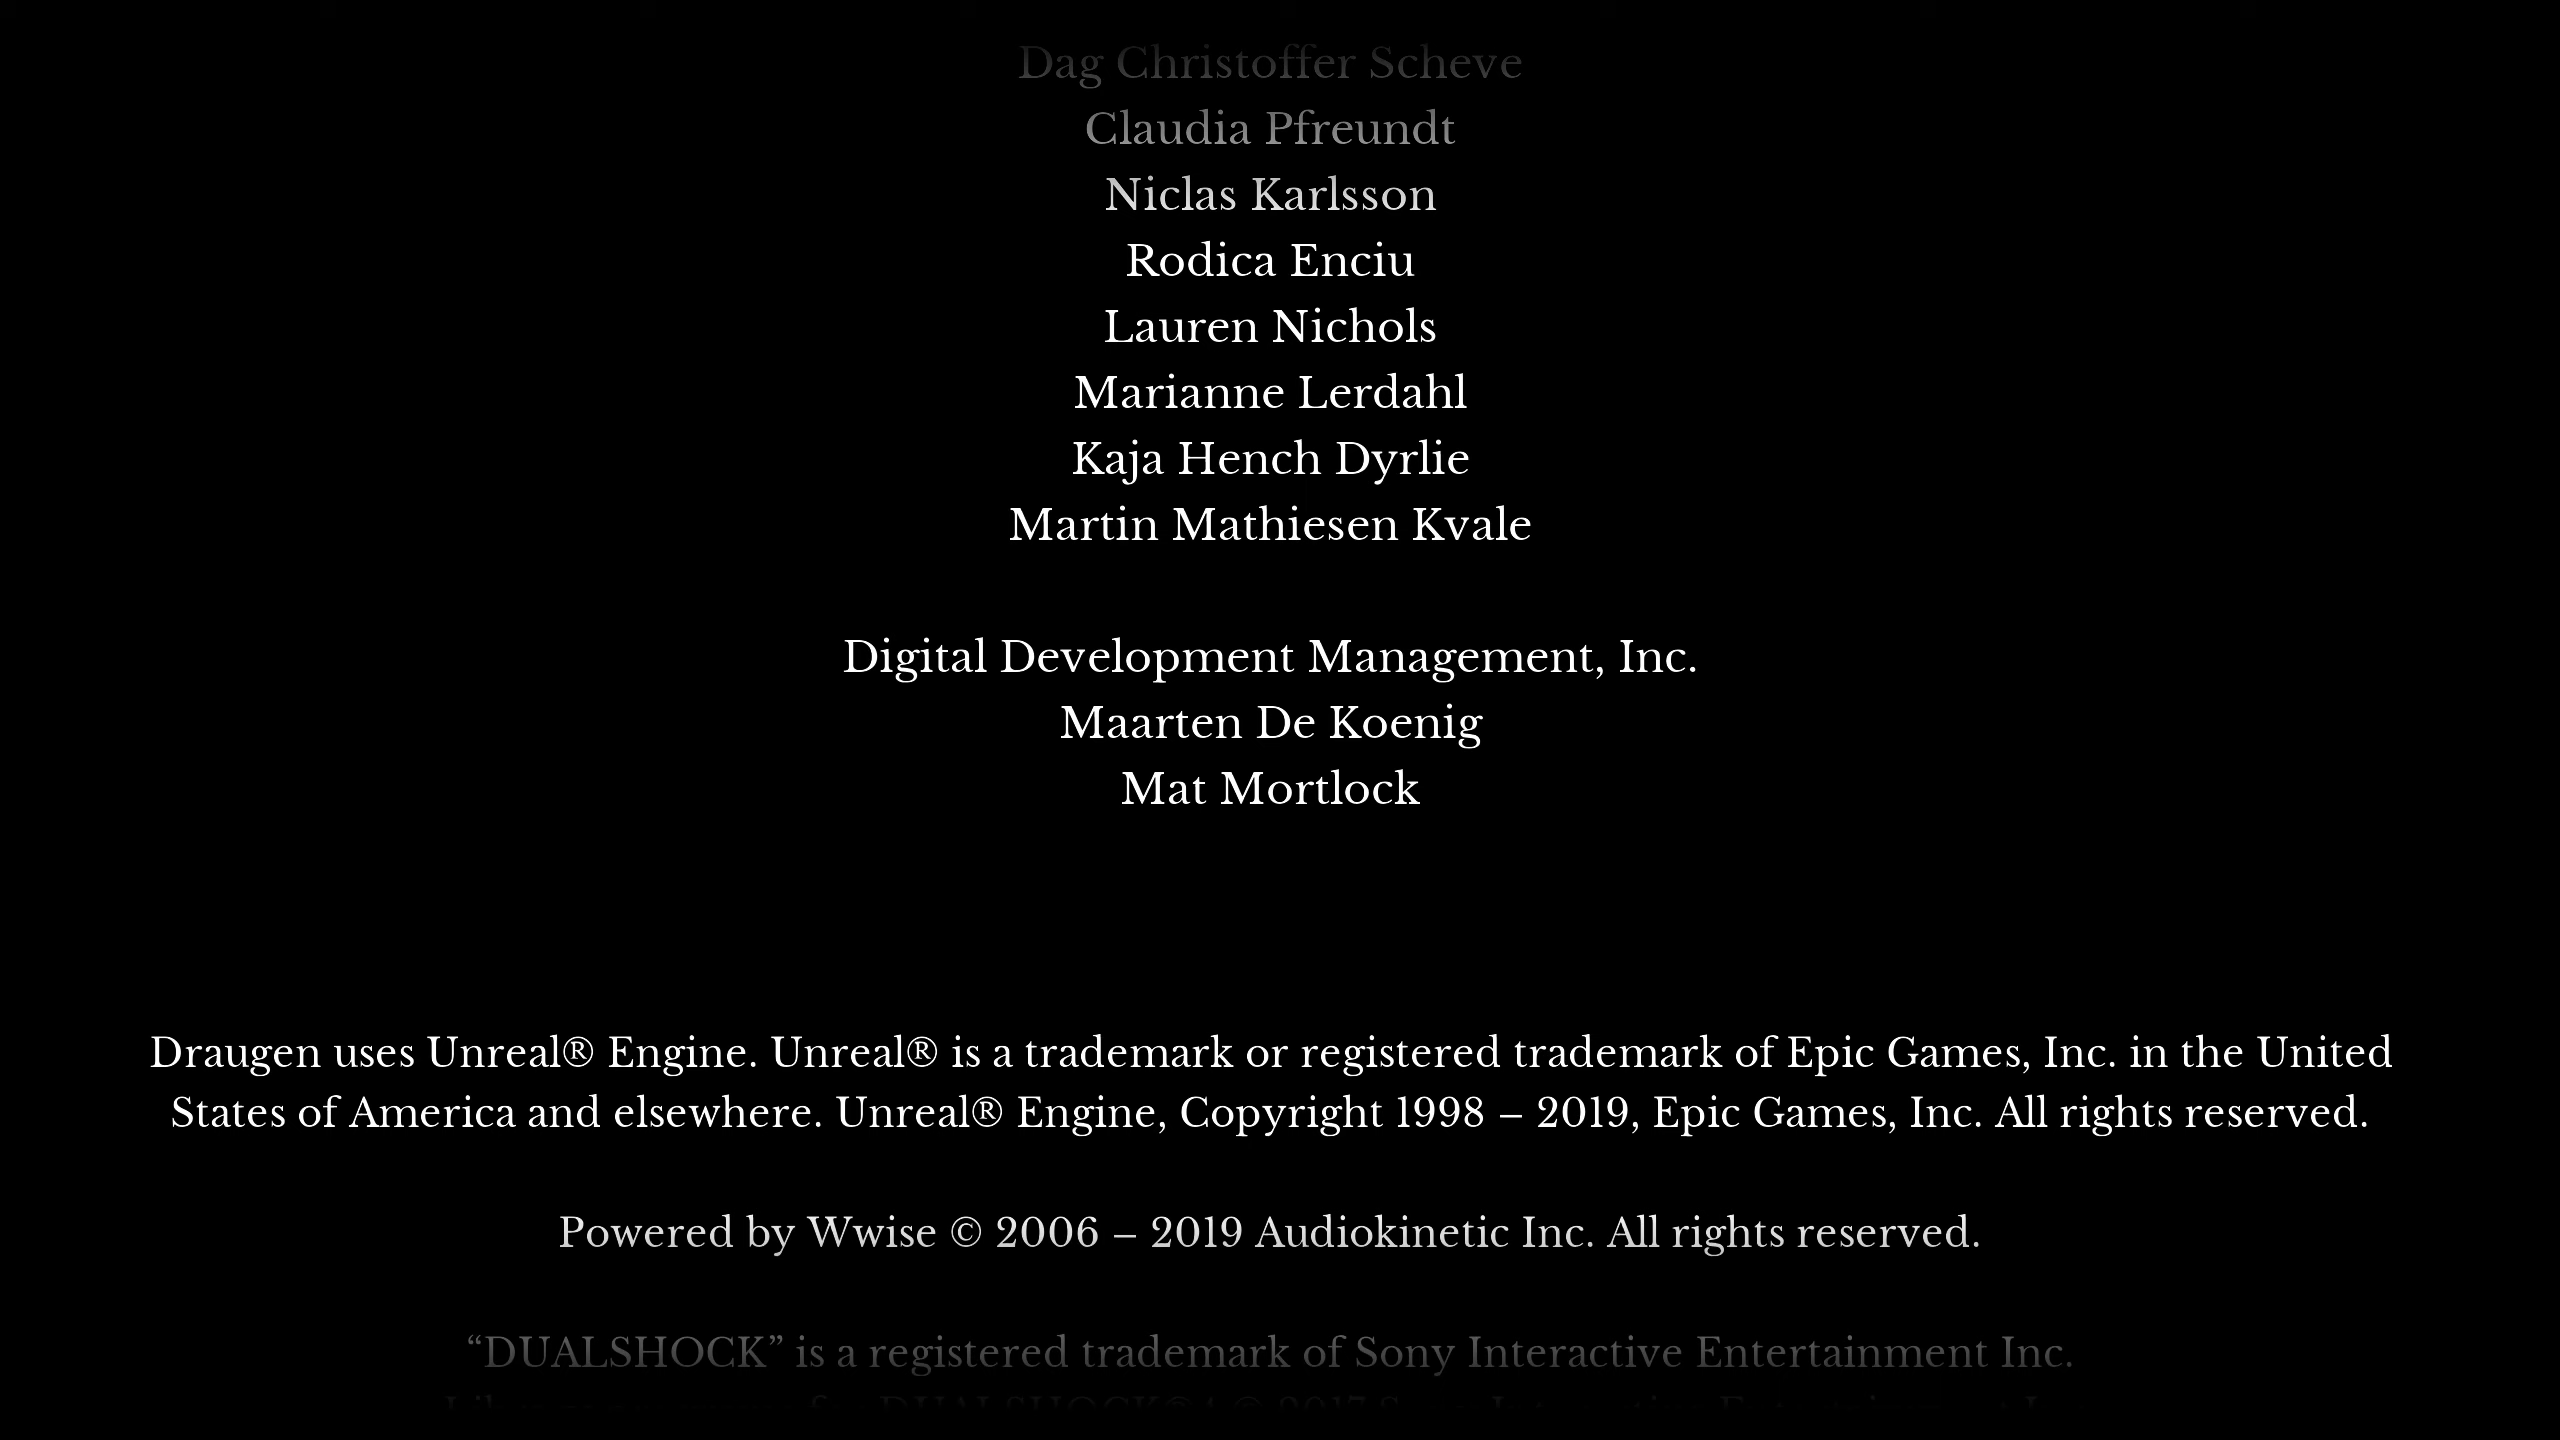 Dag Christoffer Scheve
Claudia Pfreundt
Niclas Karlsson
Rodica Enciu
Lauren Nichols
Marianne Lerdahl
Kaja Hench Dyrlie
Martin Mathiesen Kvale
Digital Development Management, Inc.
Maarten De Koenig
Mat Mortlock
Draugen uses Unreal® Engine. Unreal® is a trademark or registered trademark of Epic Games, Inc. in the United
States of America and elsewhere. Unreal® Engine, Copyright 1998 – 2019, Epic Games, Inc. All rights reserved.
Powered by Wwise © 2006 – 2019 Audiokinetic Inc. All rights reserved.
“DUALSHOCK” is a registered trademark of Sony Interactive Entertainment Inc.
DUALSHOCK®4 © 2017